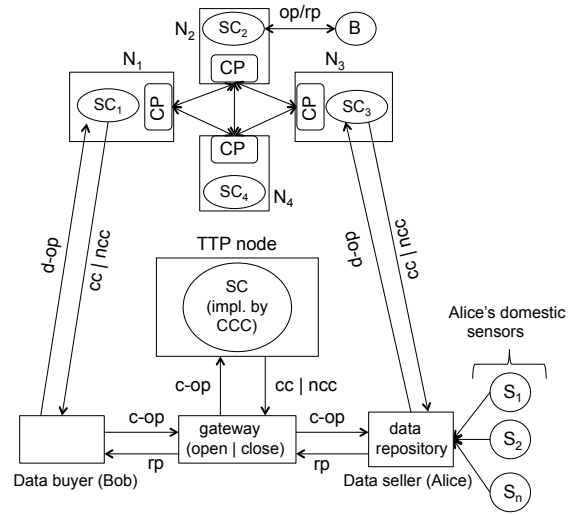 op/rp
N2
SC2
B
CP
N1
SC1
CP
N3
CP
SC3
CP
SC4
N4
d-op
cc | ncc
d-op
cc | ncc
TTP node
SC
(impl. by
CCC)
Alice's domestic
sensors
c-op
cc | ncc
S1
S2
Sn
c-op
rp
gateway
(open | close)
c-op
rp
data
repository
Data buyer (Bob)
Data seller (Alice)